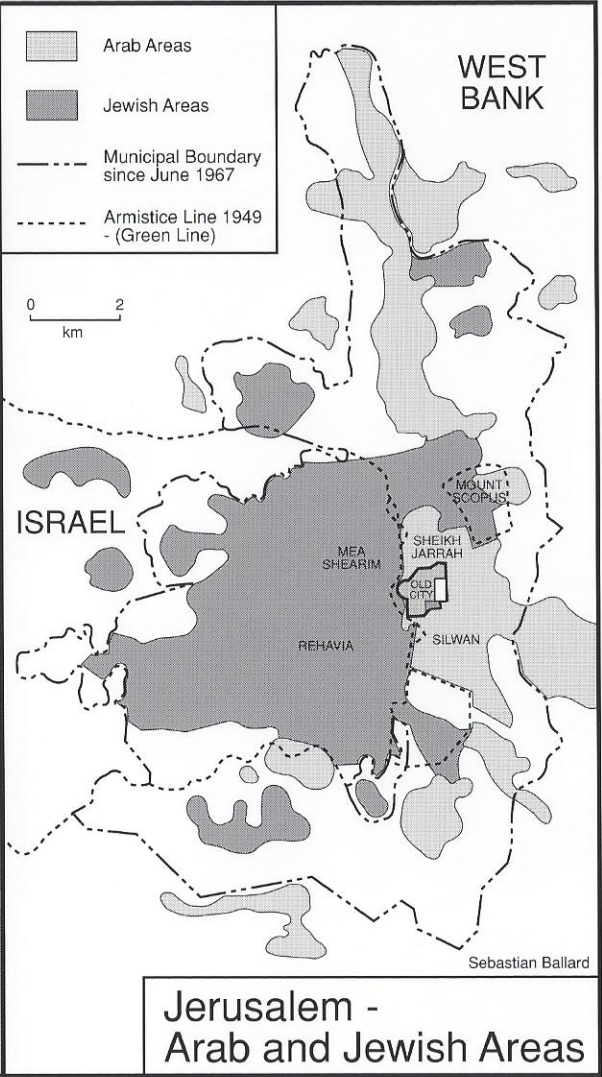 Arab Areas
Jewish Areas
Municipal Boundary
since June 1967
Armistice Line 1949
- (Green Line)
WEST
BANK
0 2
km
ISRAEL
MOUNT
SCOPUS
SHEIKH
JARRAH
MEA
SHEARIM
OLD
CITY
REHAVIA
SILWAN
Sebastian Ballard
Jerusalem -
Arab and Jewish Areas